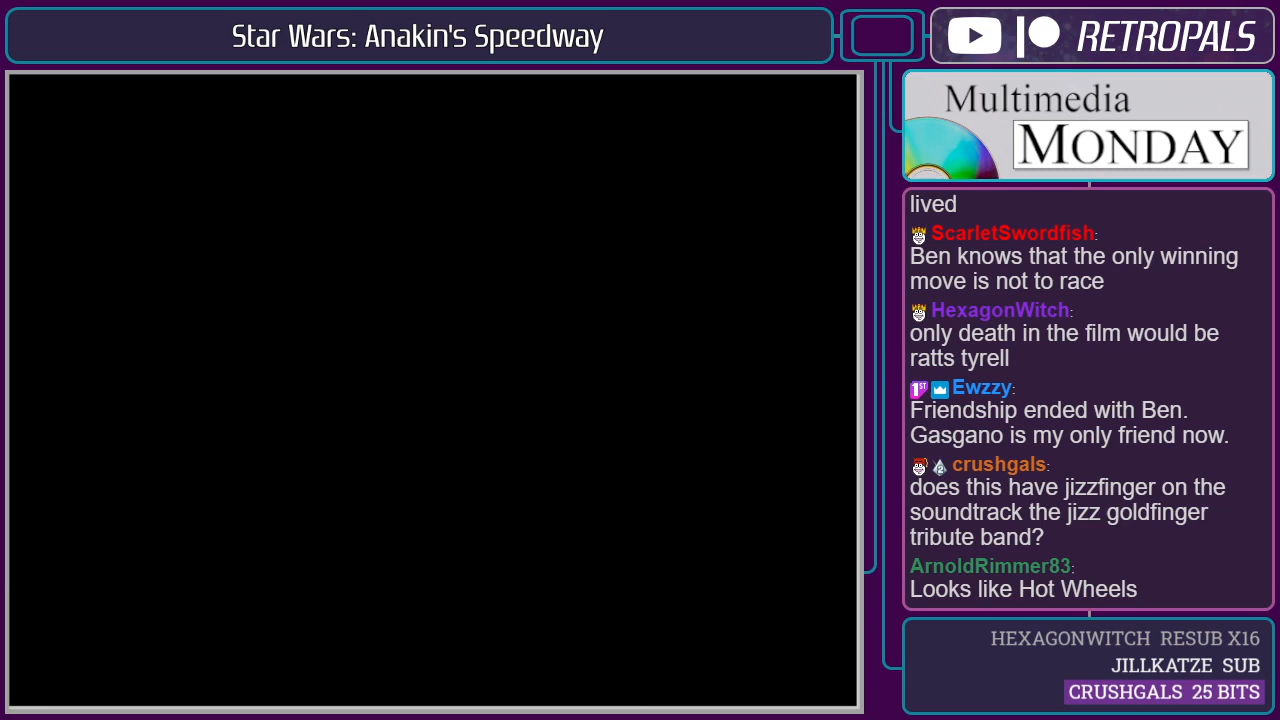 Star Wars: Anakin's Speedway
RETROPALS
Multimedia
MONDAY
lived
ScarletSwordfish:
Ben knows that the only winning
move is not to race
HexagonWitch:
only death in the film would be
ratts tyrell
1ST Ewzzy:
Friendship ended with Ben.
Gasgano is my only friend now.
2 crushgals:
does this have jizzfinger on the
soundtrack the jizz goldfinger
tribute band?
ArnoldRimmer83:
Looks like Hot Wheels
HEXAGONWITCH RESUB X16
JILLKATZE SUB
CRUSHGALS 25 BITS